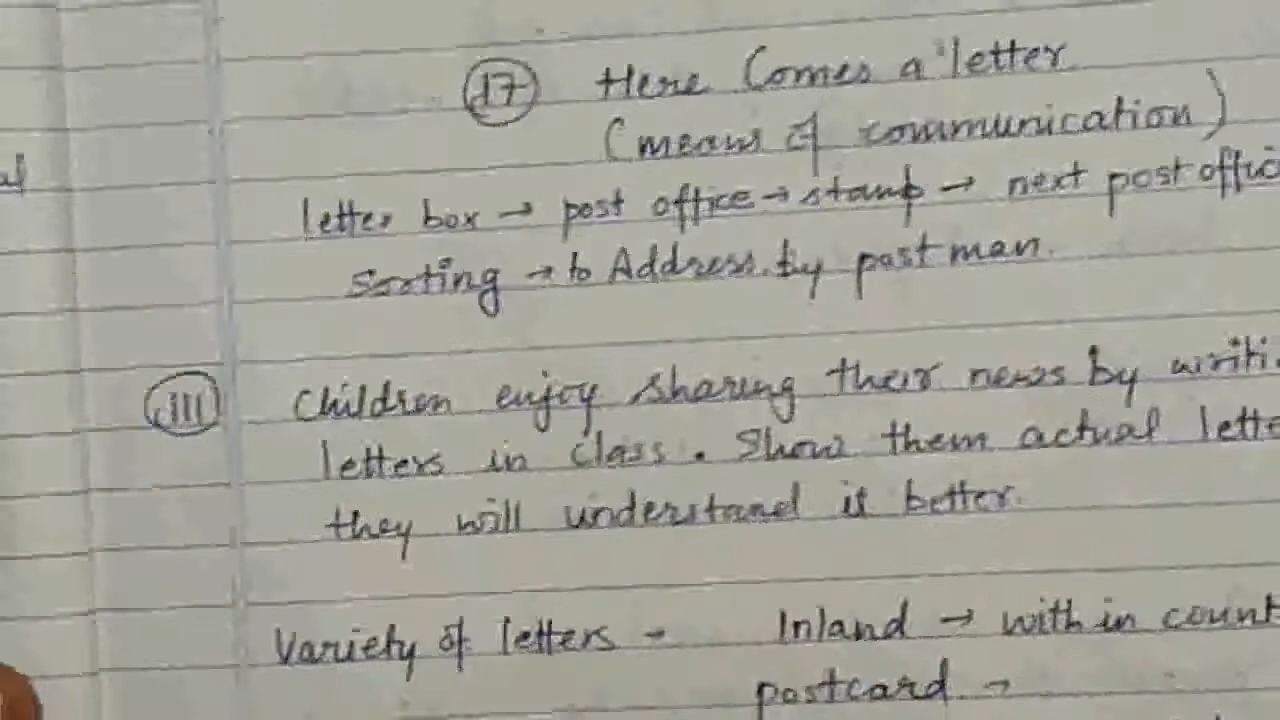 17 Here Comes a letter
(means of communication)
letter box → post office → stamp → next post offic
sorting → to Address by postman.
111 Children enjoy sharing their news by writi
letters in class. Show them actual lette
they will understand it better.
Variety of letters - Inland → with in count
postcard →